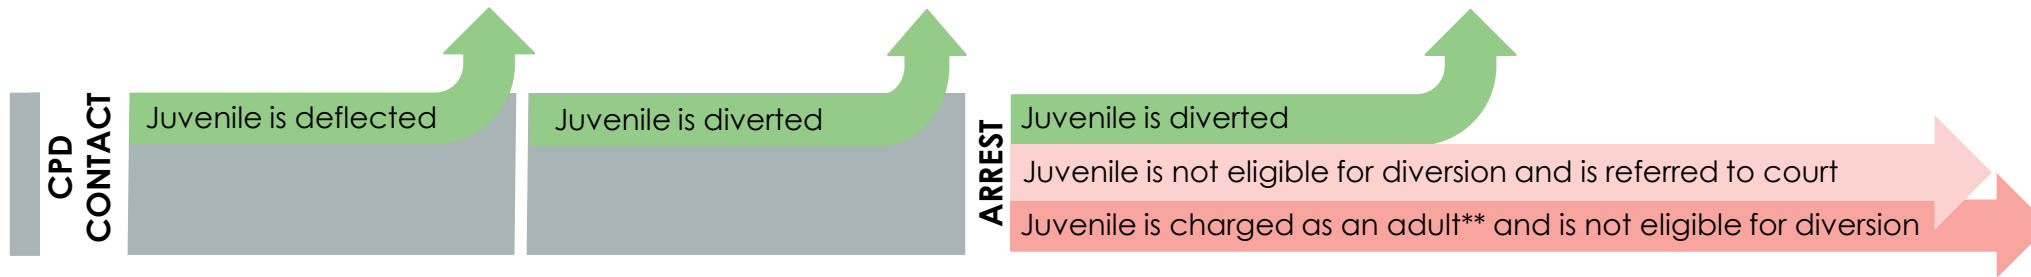 CPD
CONTACT
Juvenile is deflected
Juvenile is diverted
ARREST
Juvenile is diverted
Juvenile is not eligible for diversion and is referred to court
Juvenile is charged as an adult** and is not eligible for diversion